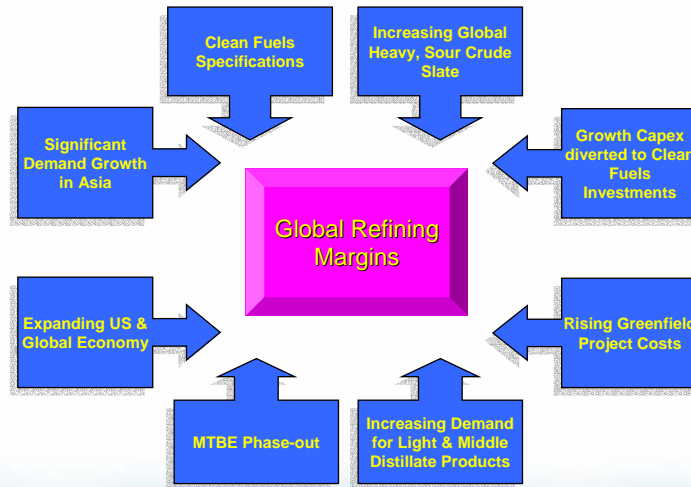 Clean Fuels
Specifications
Increasing Global
Heavy, Sour Crude
Slate
Significant
Demand Growth
in Asia
Growth Capex
diverted to Clean
Fuels
Investments
Global Refining
Margins
Expanding US &
Global Economy
Rising Greenfield
Project Costs
MTBE Phase-out
Increasing Demand
for Light & Middle
Distillate Products